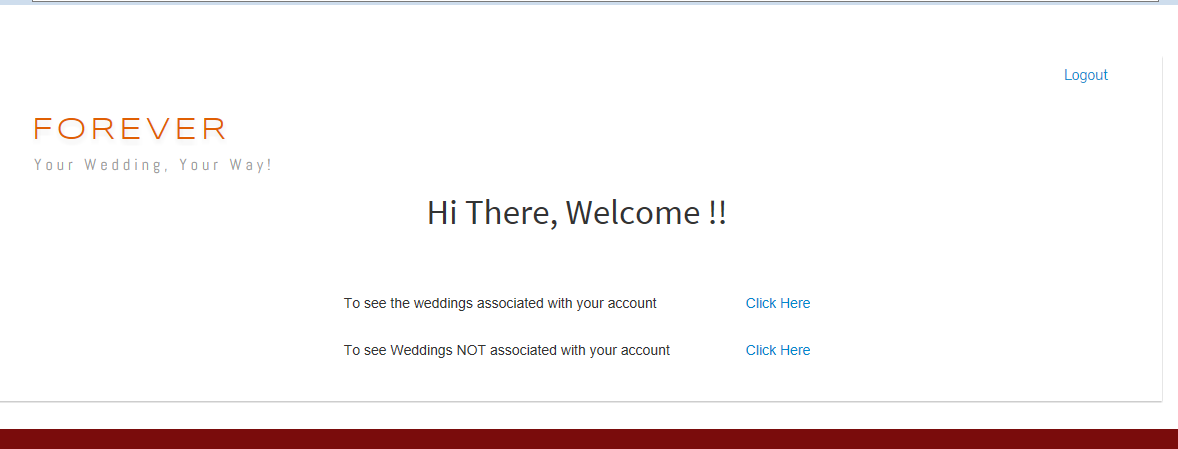 Logout
FOREVER
Your Wedding, Your Way!
Hi There, Welcome !!
To see the weddings associated with your account Click Here
To see Weddings NOT associated with your account Click Here